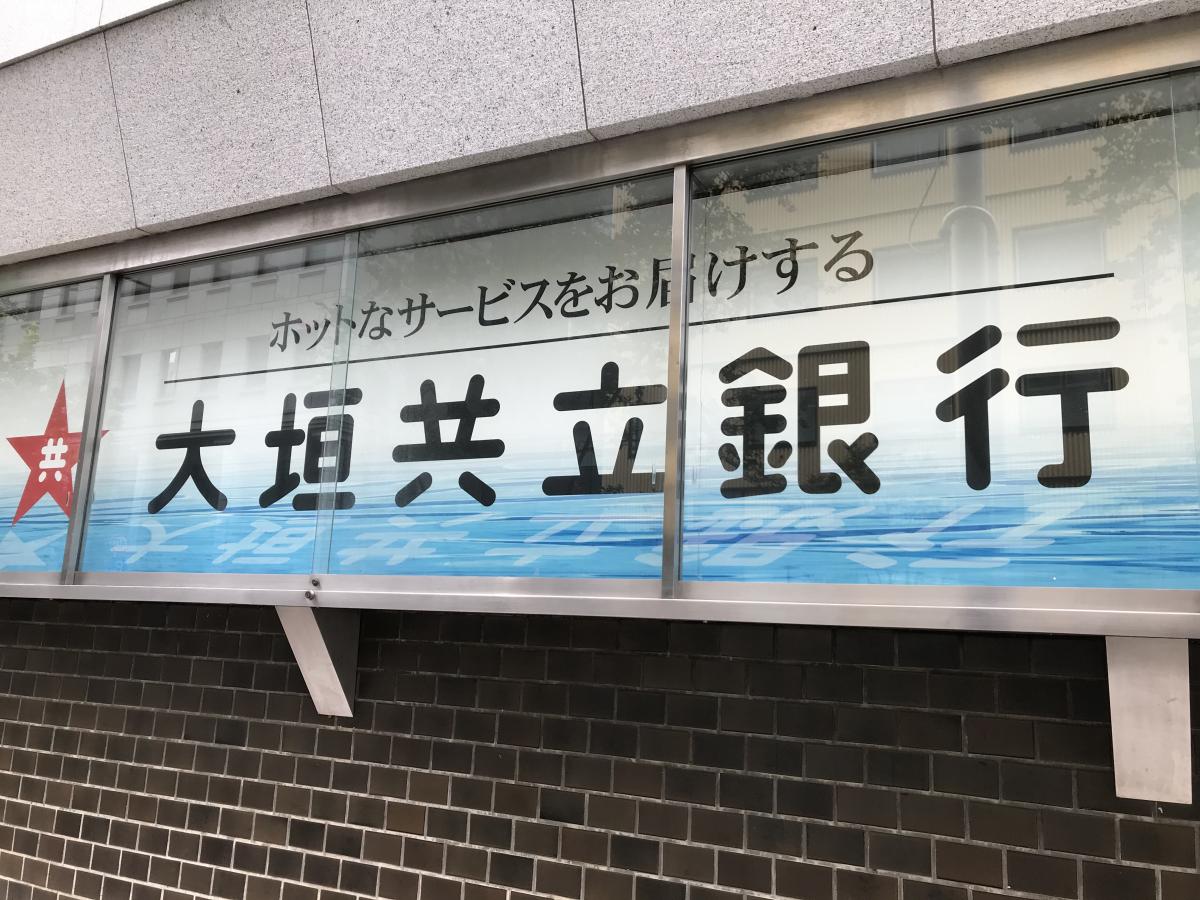 ホットなサービスをお届けする
共
大垣共立銀行